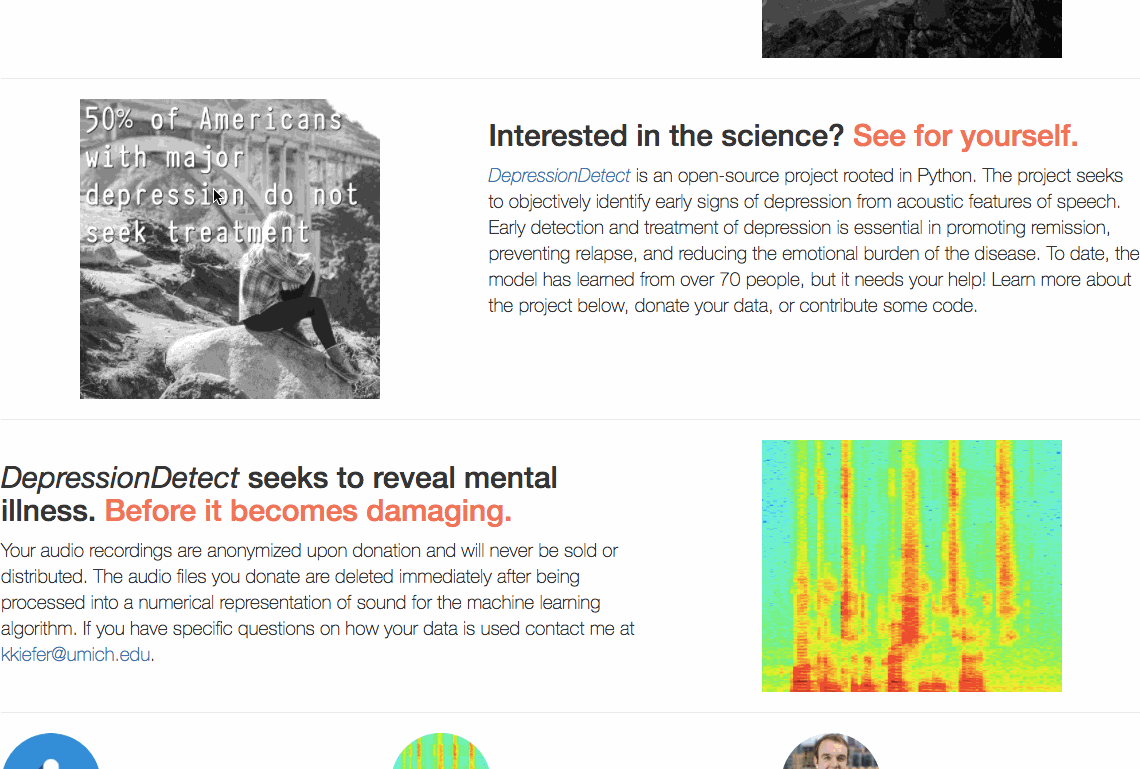 50% of Americans
with major
depression do not
seek treatment
Interested in the science? See for yourself.
DepressionDetect is an open-source project rooted in Python. The project seeks
to objectively identify early signs of depression from acoustic features of speech.
Early detection and treatment of depression is essential in promoting remission,
preventing relapse, and reducing the emotional burden of the disease. To date, the
model has learned from over 70 people, but it needs your help! Learn more about
the project below, donate your data, or contribute some code.
DepressionDetect seeks to reveal mental
illness. Before it becomes damaging.
Your audio recordings are anonymized upon donation and will never be sold or
distributed. The audio files you donate are deleted immediately after being
processed into a numerical representation of sound for the machine learning
algorithm. If you have specific questions on how your data is used contact me at
kkiefer@umich.edu.